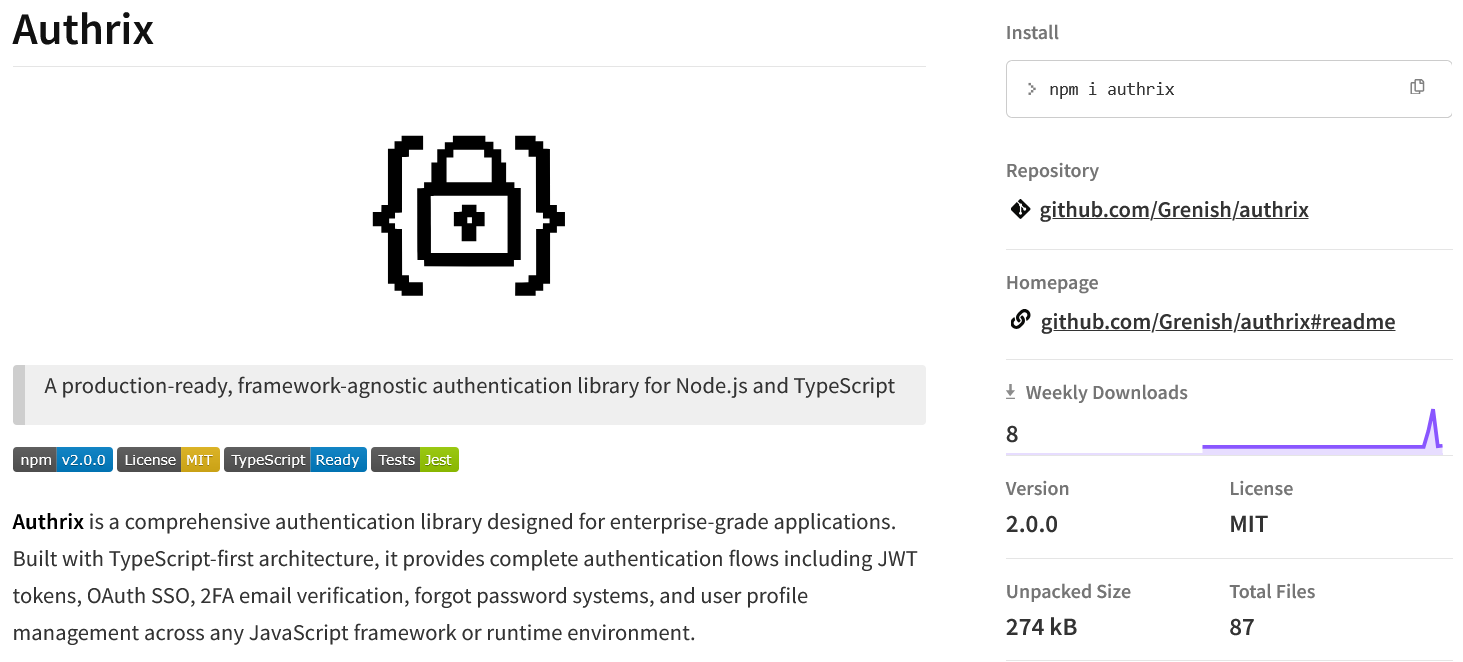 Authrix
A production-ready, framework-agnostic authentication library for Node.js and TypeScript
npm v2.0.0 License MIT TypeScript Ready Tests Jest
Authrix is a comprehensive authentication library designed for enterprise-grade applications.
Built with TypeScript-first architecture, it provides complete authentication flows including JWT
tokens, OAuth SSO, 2FA email verification, forgot password systems, and user profile
management across any JavaScript framework or runtime environment.
Install
> npm i authrix
Repository
github.com/Grenish/authrix
Homepage
github.com/Grenish/authrix#readme
Weekly Downloads
8
Version License
2.0.0 MIT
Unpacked Size Total Files
274 kB 87